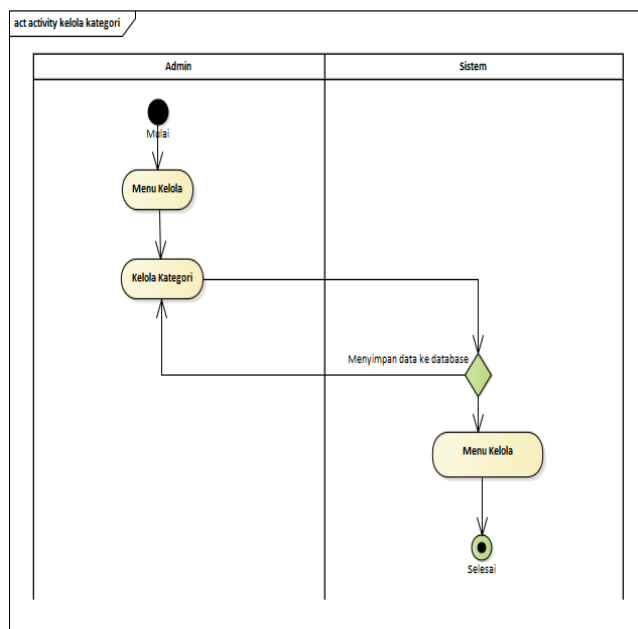 act activity kelola kategori
Admin
Sistem
Mulai
Menu Kelola
Kelola Kategori
Menyimpan data ke database
Menu Kelola
Selesai